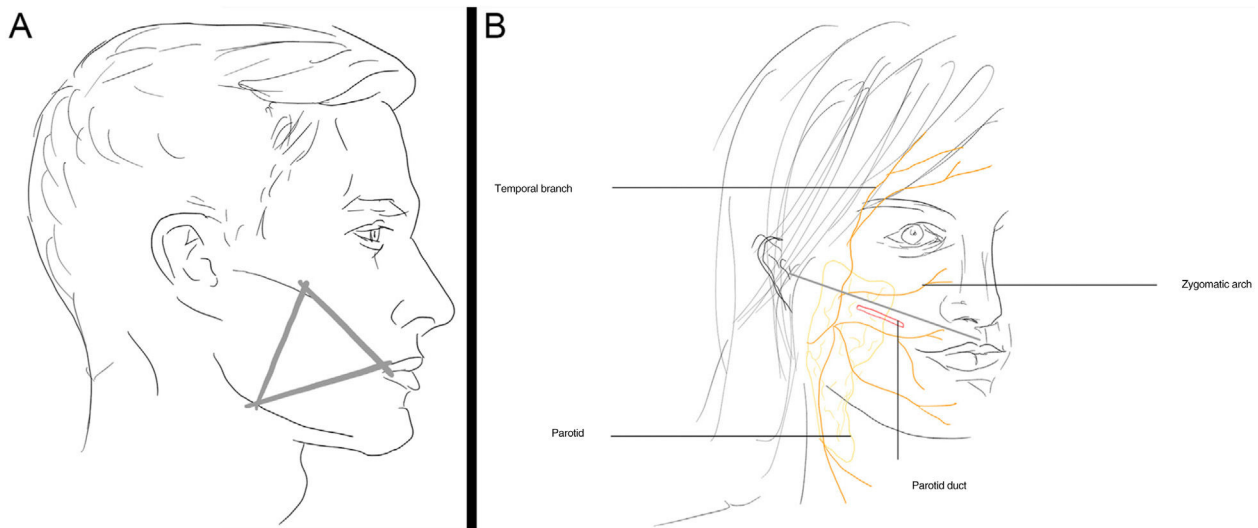 A
B
Temporal branch
Zygomatic arch
Parotid
Parotid duct